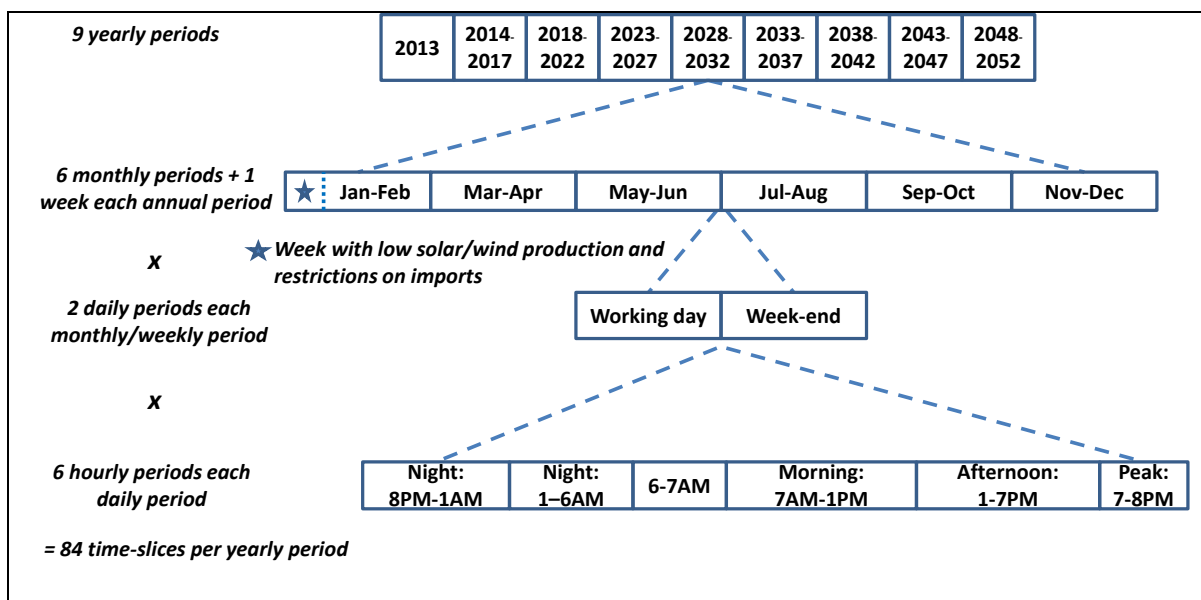 9 yearly periods
2013
2014-
2017
2018-
2022
2023-
2027
2028-
2032
2033-
2037
2038-
2042
2043-
2047
2048-
2052
6 monthly periods + 1
week each annual period
Jan-Feb
Mar-Apr
May-Jun
Jul-Aug
Sep-Oct
Nov-Dec
Week with low solar/wind production and
restrictions on imports
x
2 daily periods each
monthly/weekly period
Working day
Week-end
x
6 hourly periods each
daily period
Night:
8PM-1AM
Night:
1–6AM
6-7AM
Morning:
7AM-1PM
Afternoon:
1-7PM
Peak:
7-8PM
= 84 time-slices per yearly period